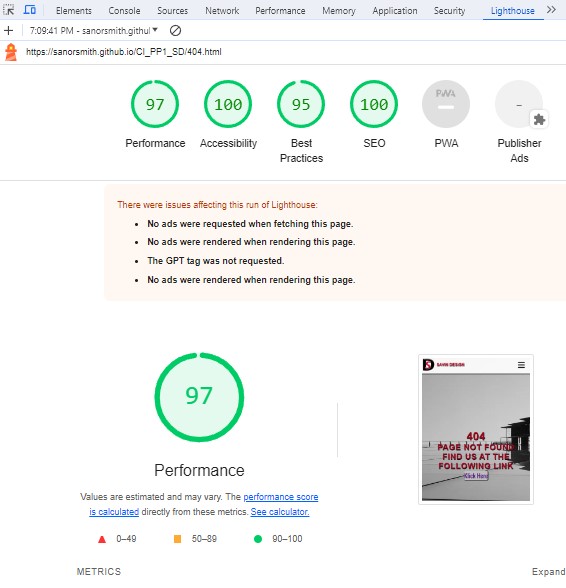 Elements Console Sources Network Performance Memory Application Security Lighthouse
7:09:41 PM - sanorsmith.githul
https://sanorsmith.github.io/CI_PP1_SD/404.html
97 100 95 100 PWA -
Performance Accessibility Best Practices SEO PWA Publisher Ads
There were issues affecting this run of Lighthouse:
No ads were requested when fetching this page.
No ads were rendered when rendering this page.
The GPT tag was not requested.
No ads were rendered when rendering this page.
97
Performance
Values are estimated and may vary. The performance score
is calculated directly from these metrics. See calculator.
0–49 50–89 90–100
404
PAGE NOT FOUND
FIND US AT THE
FOLLOWING LINK
Click Here
METRICS
Expand